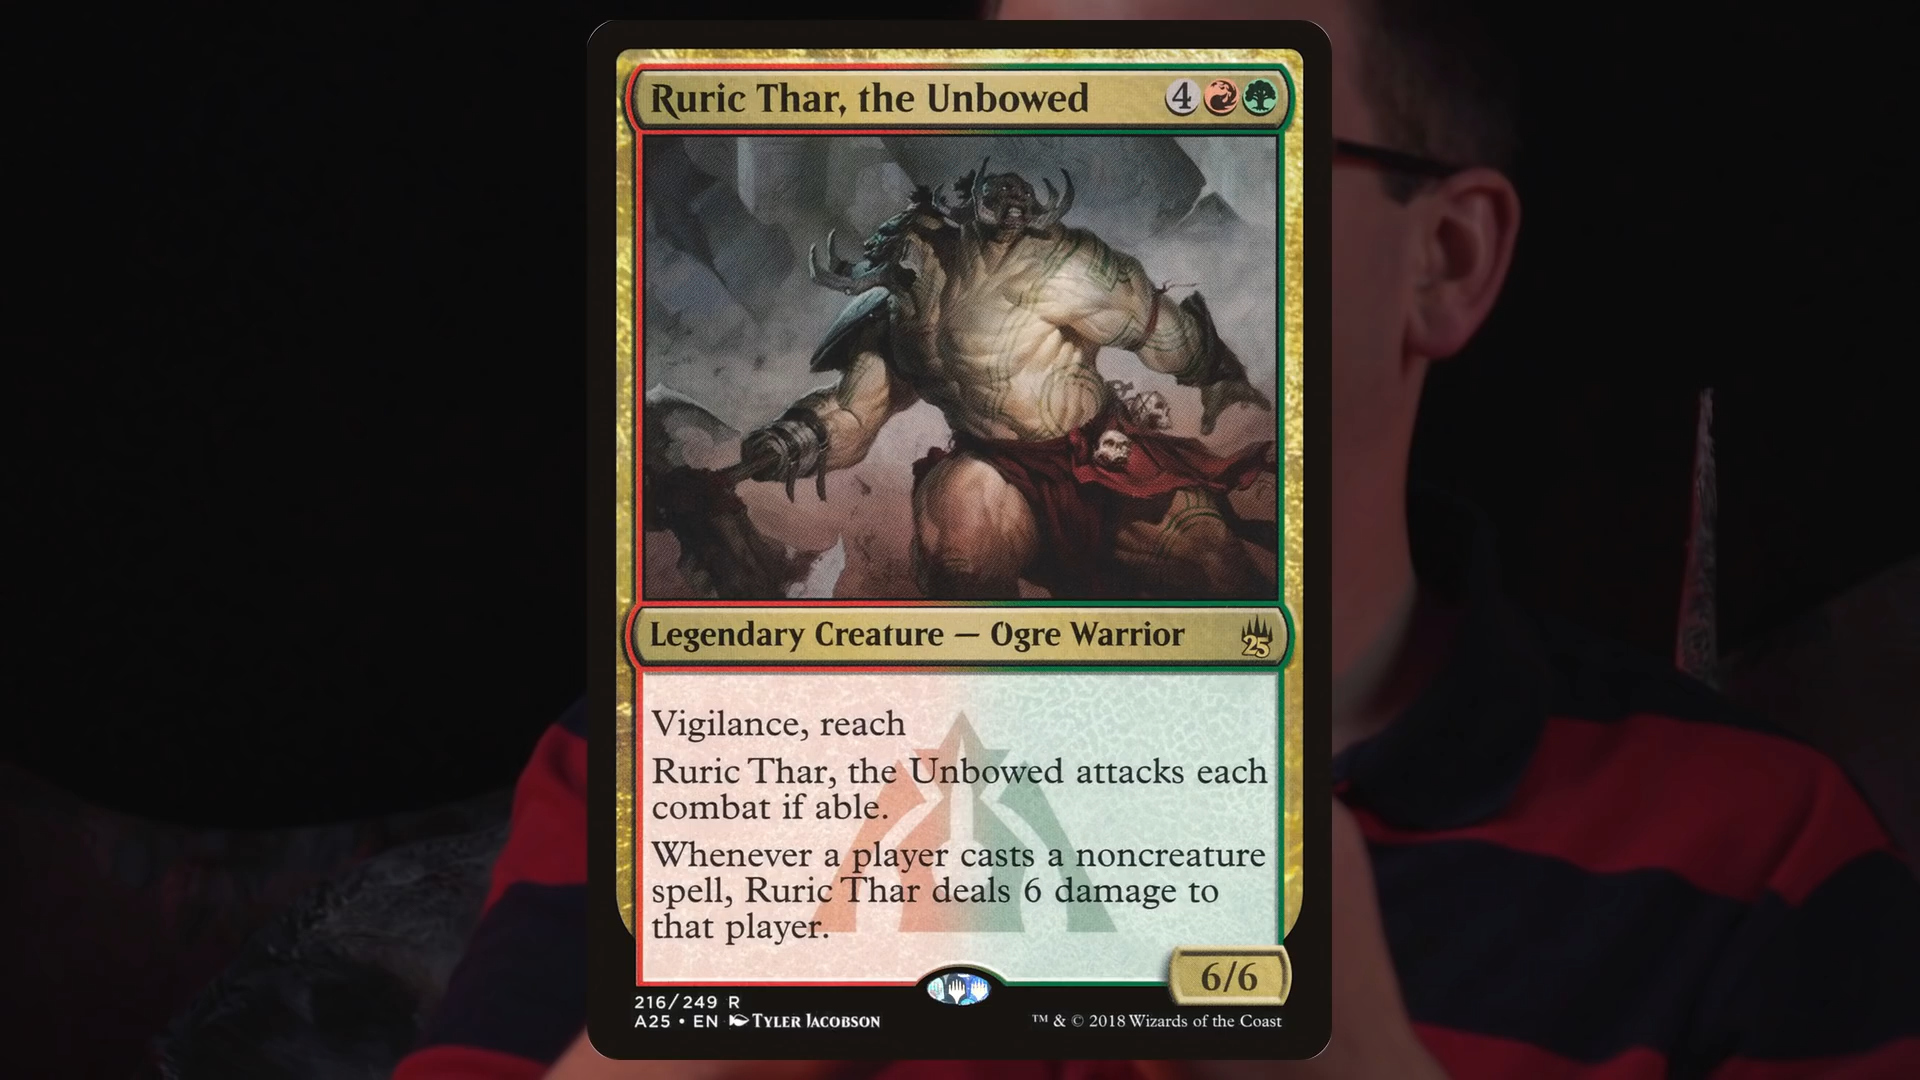 Ruric Thar, the Unbowed 4
Legendary Creature — Ogre Warrior 25
Vigilance, reach
Ruric Thar, the Unbowed attacks each
combat if able.
Whenever a player casts a noncreature
spell, Ruric Thar deals 6 damage to
that player.
6/6
216/249 R
A25 • EN TYLER JACOBSON
™ & © 2018 Wizards of the Coast